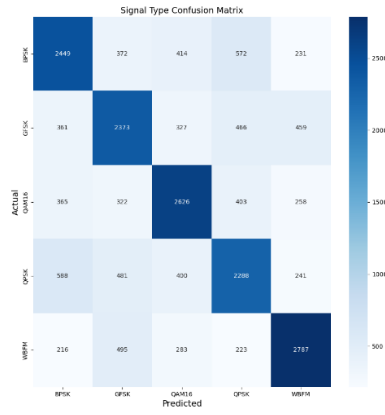 Signal Type Confusion Matrix
BPSK 2449 372 414 572 231
GFSK 361 2373 327 466 459
QAM16 365 322 2626 403 258
QPSK 588 481 400 2288 241
WBFM 216 495 283 223 2787
BPSK GPSK QAM16 QPSK WBFM
Predicted
Actual
2500
2000
1500
1000
500